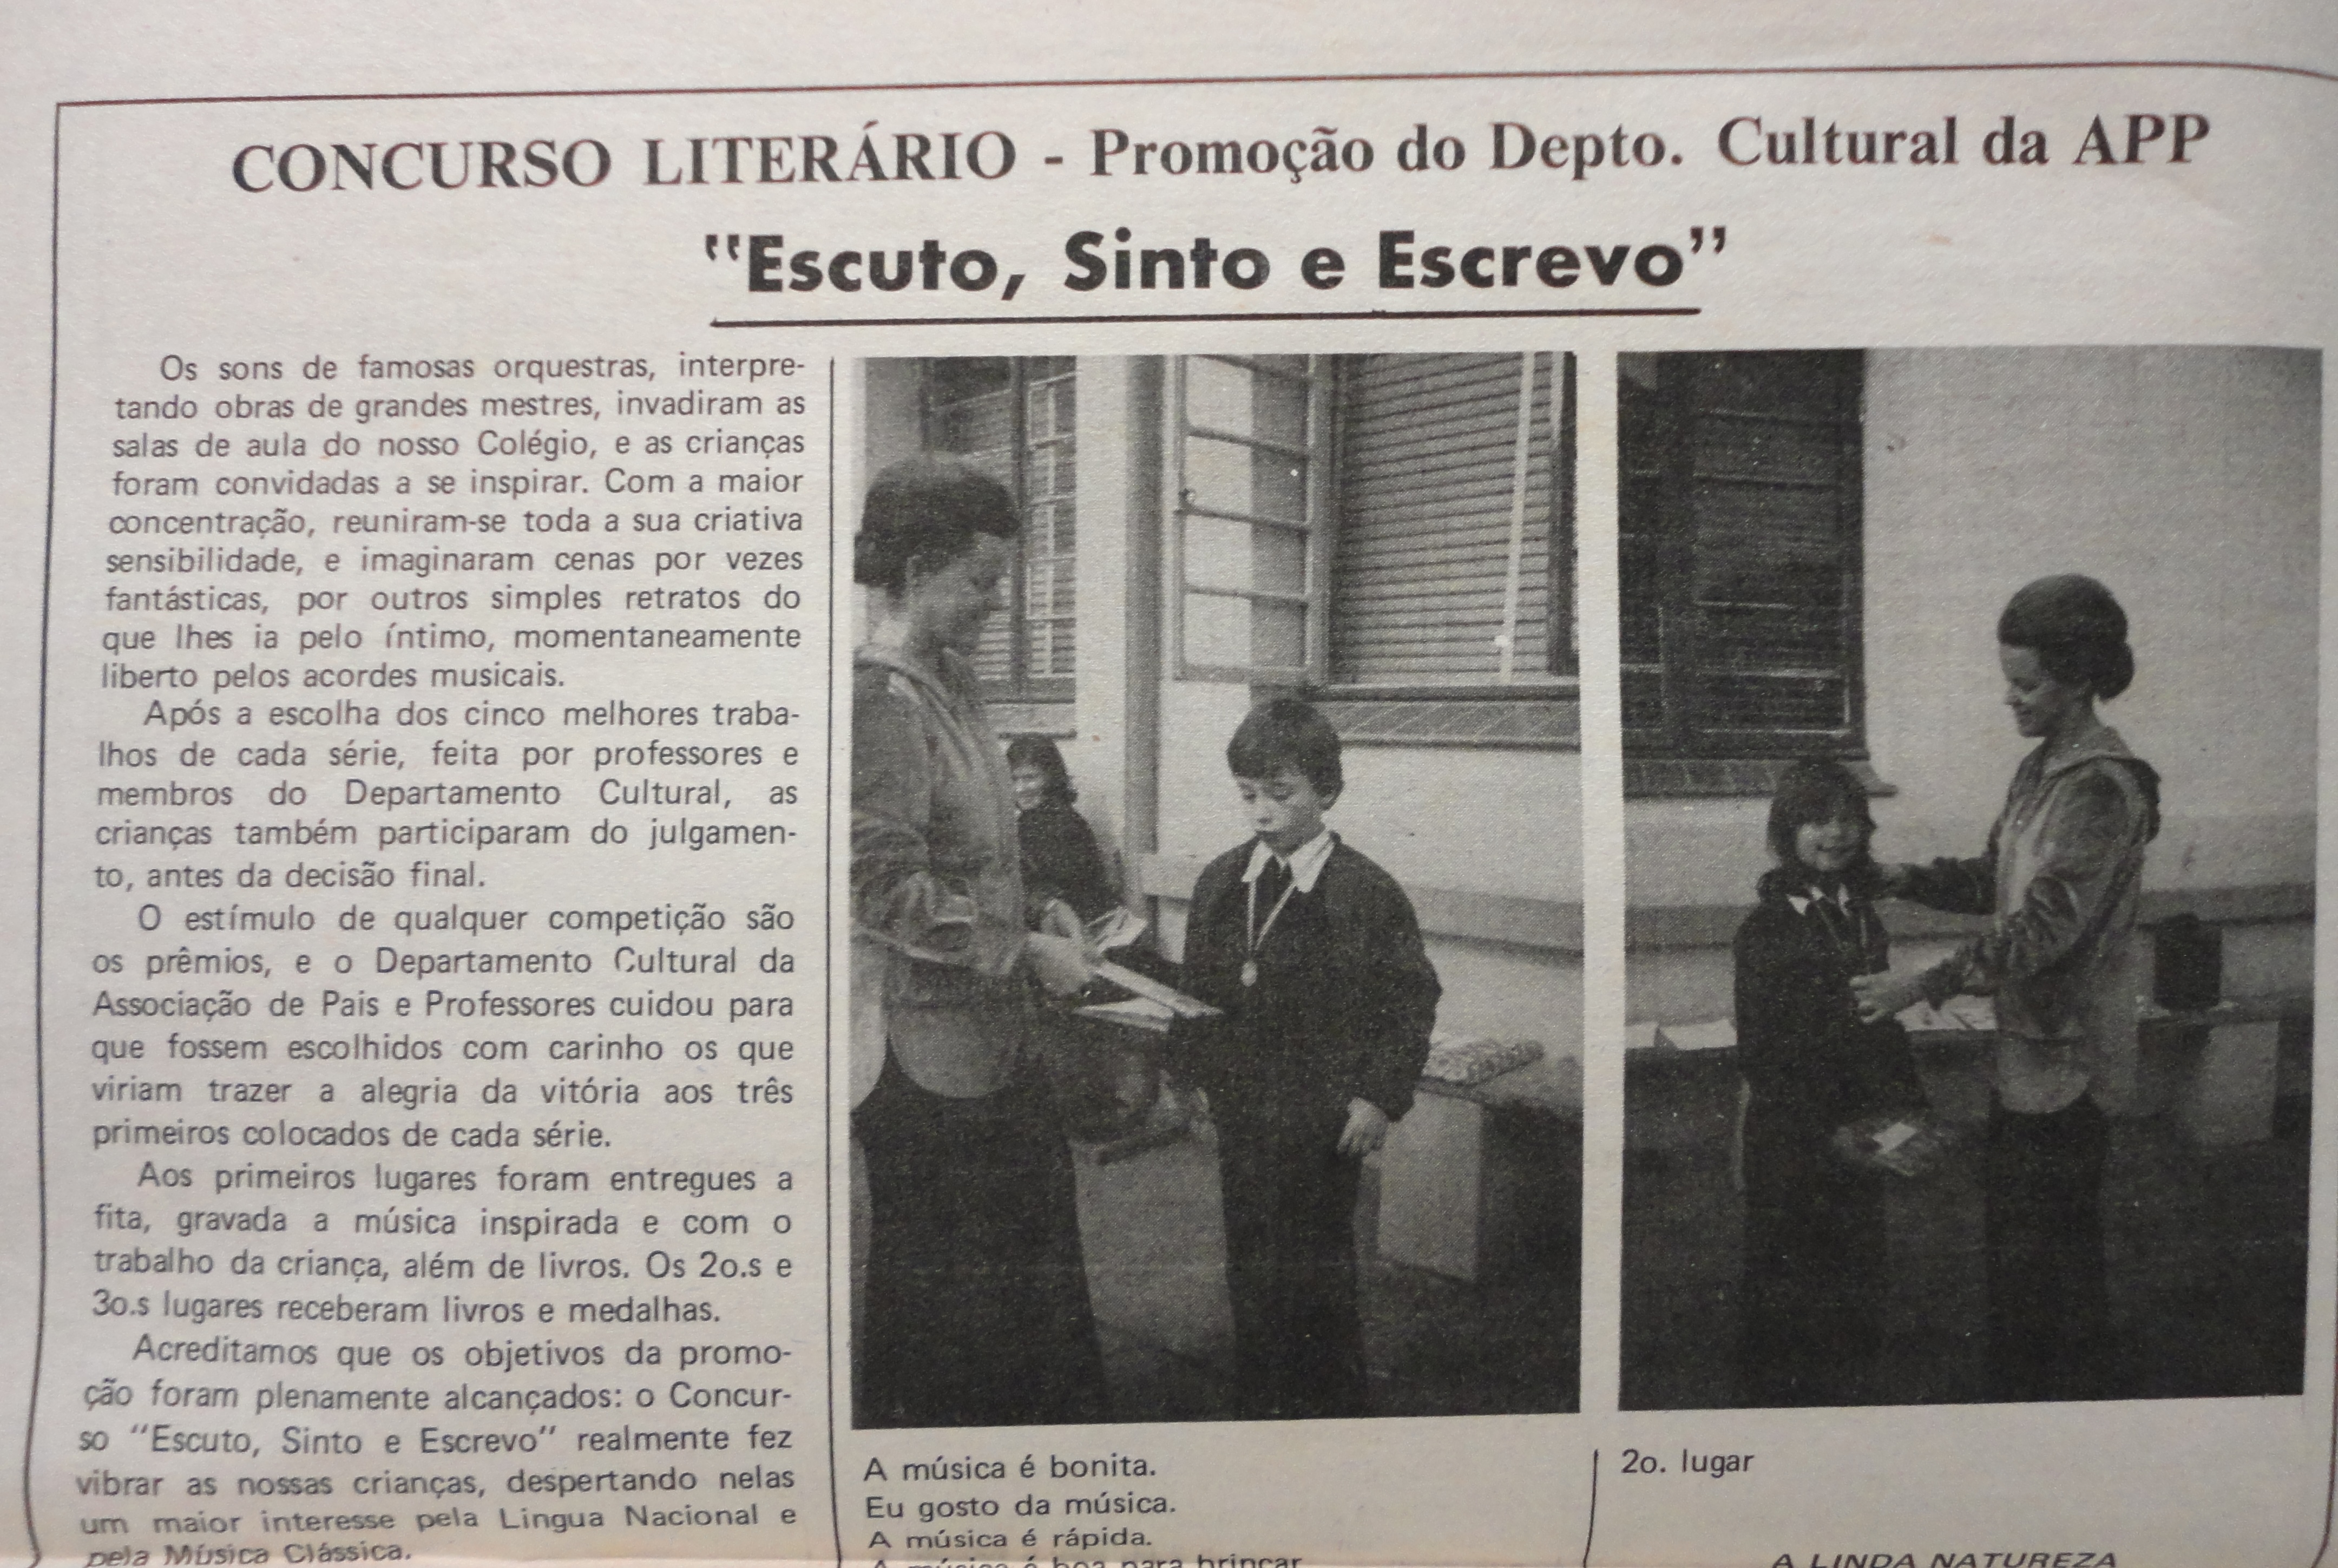 CONCURSO LITERÁRIO - Promoção do Depto. Cultural da APP
"Escuto, Sinto e Escrevo"
Os sons de famosas orquestras, interpre-
tando obras de grandes mestres, invadiram as
salas de aula do nosso Colégio, e as crianças
foram convidadas a se inspirar. Com a maior
concentração, reuniram-se toda a sua criativa
sensibilidade, e imaginaram cenas por vezes
fantásticas, por outros simples retratos do
que lhes ia pelo íntimo, momentaneamente
liberto pelos acordes musicais.
Após a escolha dos cinco melhores traba-
lhos de cada série, feita por professores e
membros do Departamento Cultural, as
crianças também participaram do julgamen-
to, antes da decisão final.
O estímulo de qualquer competição são
os prêmios, e o Departamento Cultural da
Associação de Pais e Professores cuidou para
que fossem escolhidos com carinho os que
viriam trazer a alegria da vitória aos três
primeiros colocados de cada série.
Aos primeiros lugares foram entregues a
fita, gravada a música inspirada e com o
trabalho da criança, além de livros. Os 2o.s e
3o.s lugares receberam livros e medalhas.
Acreditamos que os objetivos da promo-
ção foram plenamente alcançados: o Concur-
so "Escuto, Sinto e Escrevo" realmente fez
vibrar as nossas crianças, despertando nelas
um maior interesse pela Lingua Nacional e
pela Música Clássica.
A música é bonita.
Eu gosto da música.
A música é rápida.
A música é boa para brincar
2o. lugar
A LINDA NATUREZA